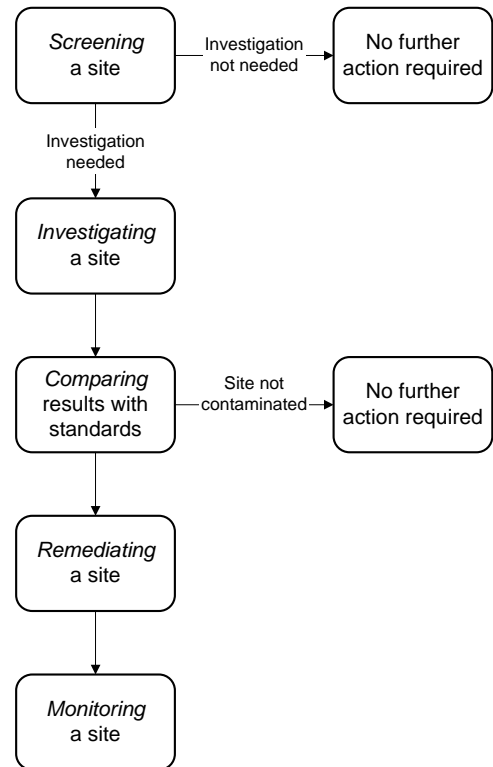 Screening
a site
Investigation
not needed
No further
action required
Investigation
needed
Investigating
a site
Comparing
results with
standards
Site not
contaminated
No further
action required
Remediating
a site
Monitoring
a site